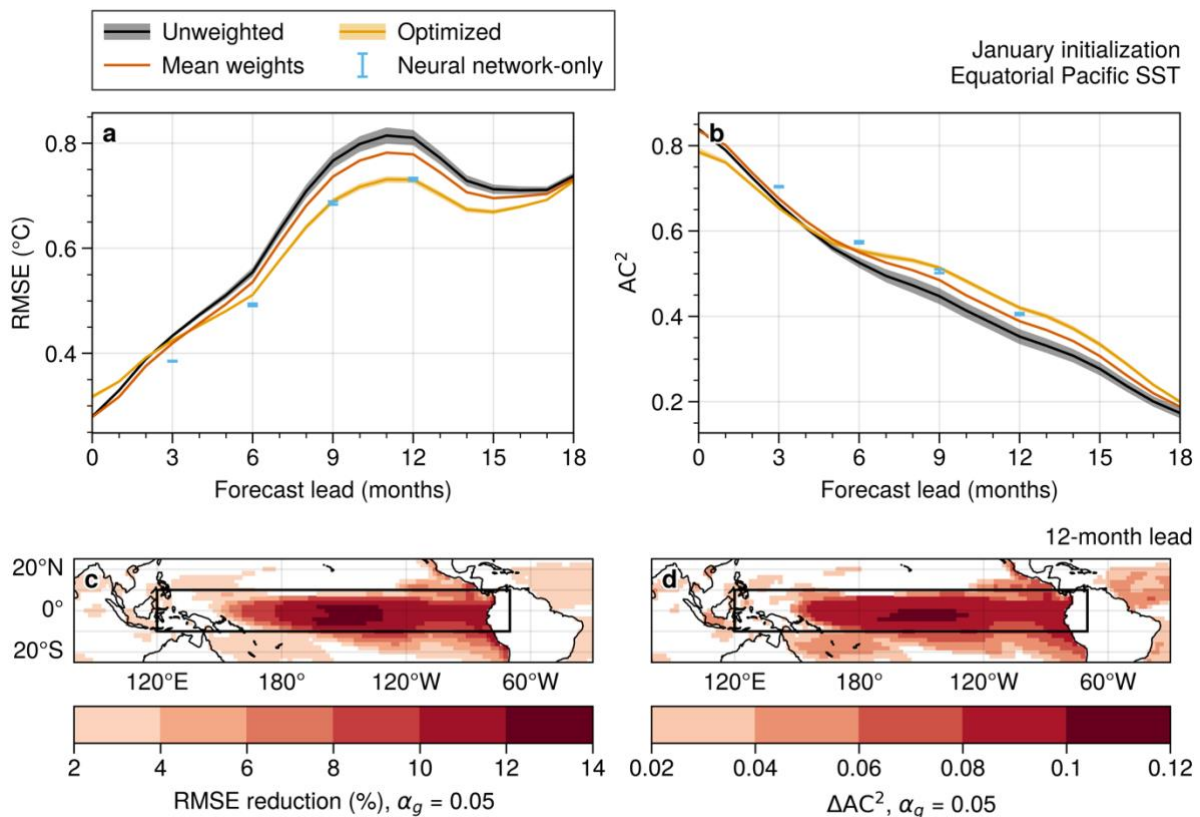 Unweighted
Optimized
Mean weights
Neural network-only
January initialization
Equatorial Pacific SST
a
0.8
0.6
0.4
RMSE (°C)
0 3 6 9 12 15 18
Forecast lead (months)
b
0.8
0.6
0.4
0.2
AC²
0 3 6 9 12 15 18
Forecast lead (months)
12-month lead
c
20°N
0°
20°S
120°E 180° 120°W 60°W
2 4 6 8 10 12 14
RMSE reduction (%), αg = 0.05
d
120°E 180° 120°W 60°W
0.02 0.04 0.06 0.08 0.1 0.12
ΔAC², αg = 0.05